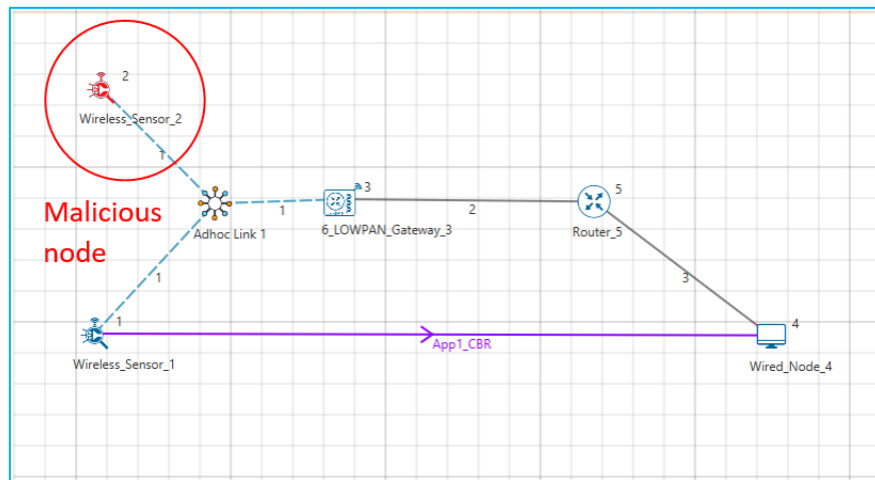 2
Wireless_Sensor_2
1
Malicious
node
Adhoc Link 1
1
3
6_LOWPAN_Gateway_3
2
5
Router_5
1
3
1
Wireless_Sensor_1
App1_CBR
4
Wired_Node_4